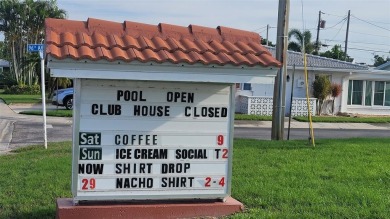 POOL OPEN
CLUB HOUSE CLOSED
Sat COFFEE 9
Sun ICE CREAM SOCIAL T2
NOW SHIRT DROP
29 NACHO SHIRT 2-4